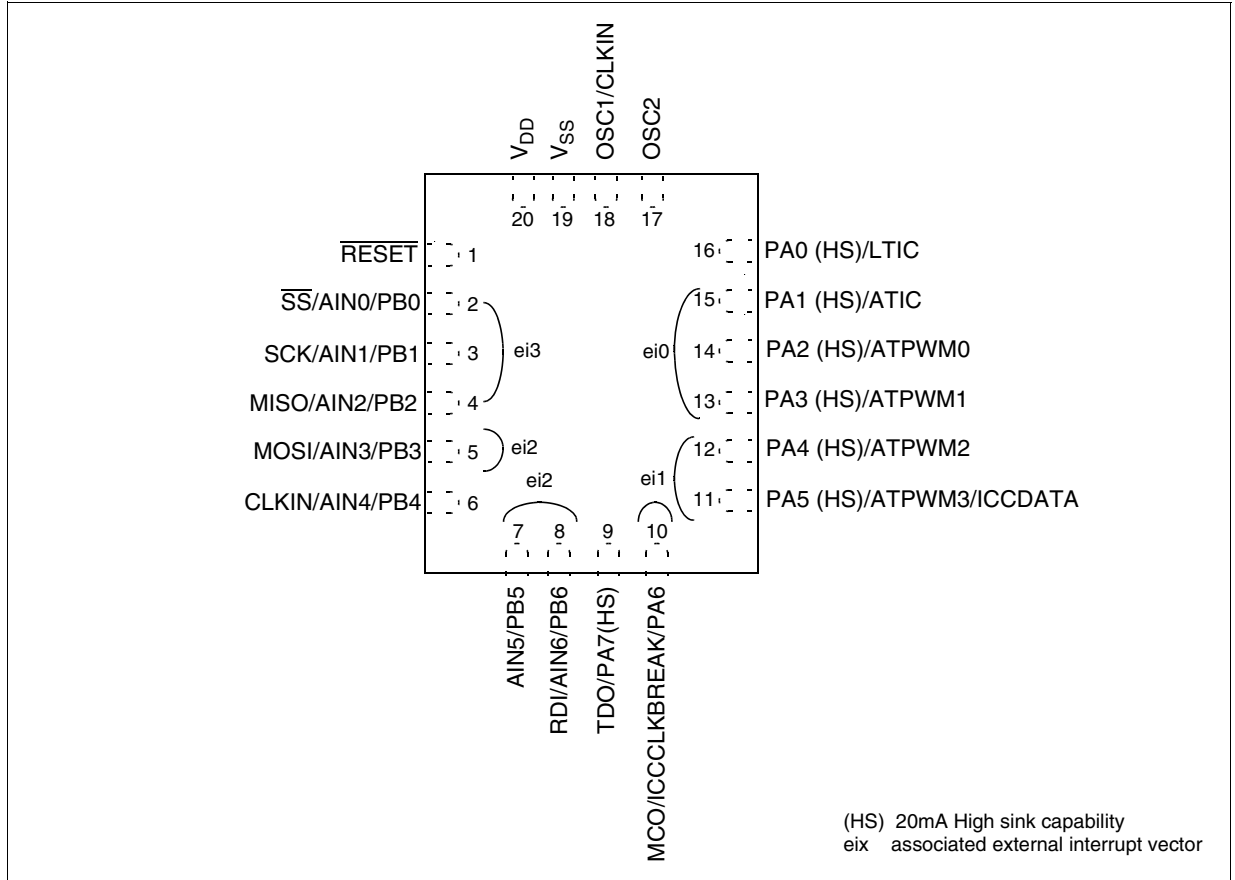 V_DD
V_SS
OSC1/CLKIN
OSC2
20
19
18
17
RESET
1
SS/AIN0/PB0
2
SCK/AIN1/PB1
3
MISO/AIN2/PB2
4
MOSI/AIN3/PB3
5
CLKIN/AIN4/PB4
6
ei3
ei2
ei2
ei0
ei1
16
PA0 (HS)/LTIC
15
PA1 (HS)/ATIC
14
PA2 (HS)/ATPWM0
13
PA3 (HS)/ATPWM1
12
PA4 (HS)/ATPWM2
11
PA5 (HS)/ATPWM3/ICCDATA
7
8
9
10
AIN5/PB5
RDI/AIN6/PB6
TDO/PA7(HS)
MCO/ICCCLKBREAK/PA6
(HS) 20mA High sink capability
eix associated external interrupt vector